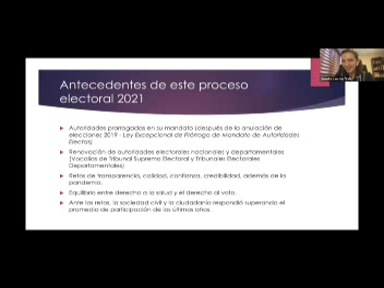 Antecedentes de este proceso
electoral 2021
Autoridades prorrogadas en su mandato (después de la anulación de
elecciones 2019 - Ley Excepcional de Prórroga de Mandato de Autoridades
Electas)
Renovación de autoridades electorales nacionales y departamentales
(Vocalías de Tribunal Supremo Electoral y Tribunales Electorales
Departamentales)
Retos de transparencia, calidad, confianza, credibilidad, además de la
pandemia.
Equilibrio entre derecho a la salud y el derecho al voto.
Ante los retos, la sociedad civil y la ciudadanía respondió superando el
promedio de participación de los últimos años.